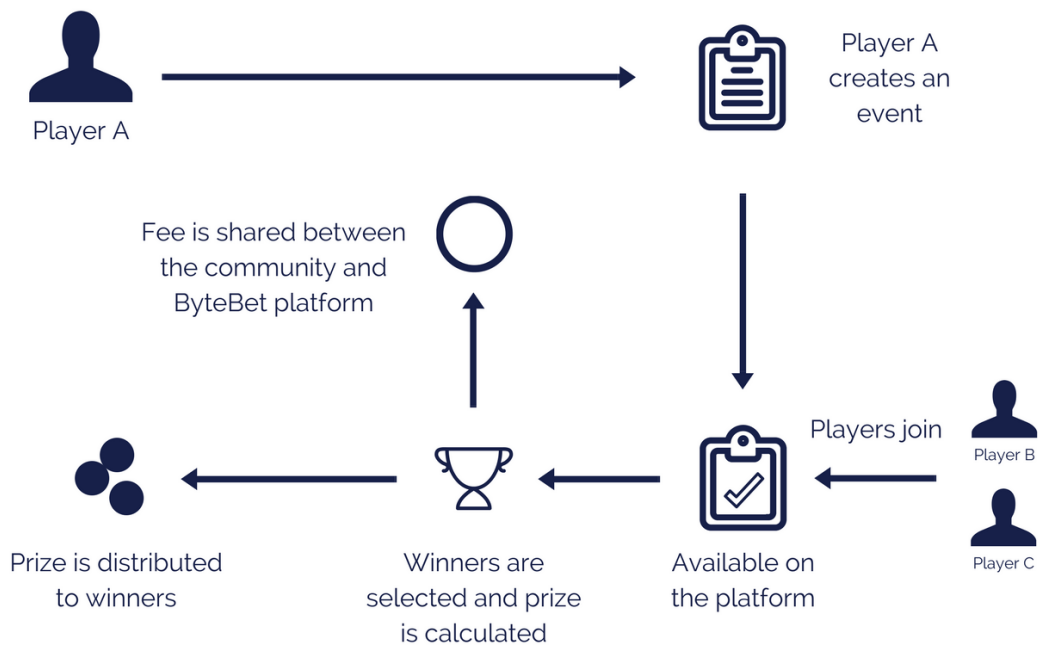 Player A
Player A
creates an
event
Fee is shared between
the community and
ByteBet platform
Players join
Player B
Player C
Prize is distributed
to winners
Winners are
selected and prize
is calculated
Available on
the platform